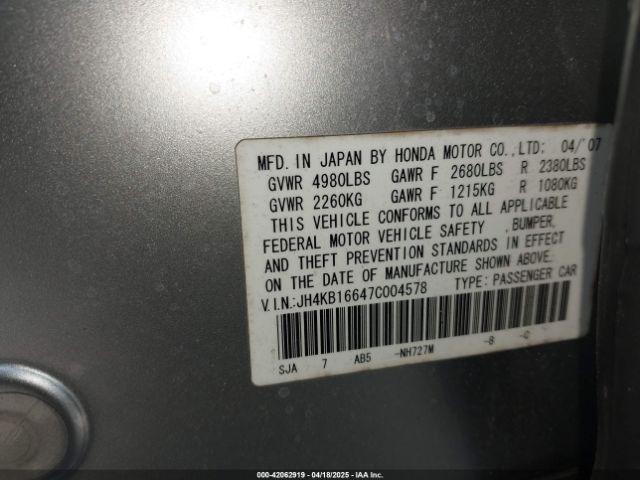 MFD. IN JAPAN BY HONDA MOTOR CO.,LTD: 04/'07
GVWR 4980LBS GAWR F 2680LBS R 2380LBS
GVWR 2260KG GAWR F 1215KG R 1080KG
THIS VEHICLE CONFORMS TO ALL APPLICABLE
FEDERAL MOTOR VEHICLE SAFETY , BUMPER,
AND THEFT PREVENTION STANDARDS IN EFFECT
ON THE DATE OF MANUFACTURE SHOWN ABOVE.
V.I.N.:JH4KB16647C004578 TYPE: PASSENGER CAR
SJA 7 AB5 -NH727M -8 -C
000-42062919 - 04/18/2025 - IAA Inc.